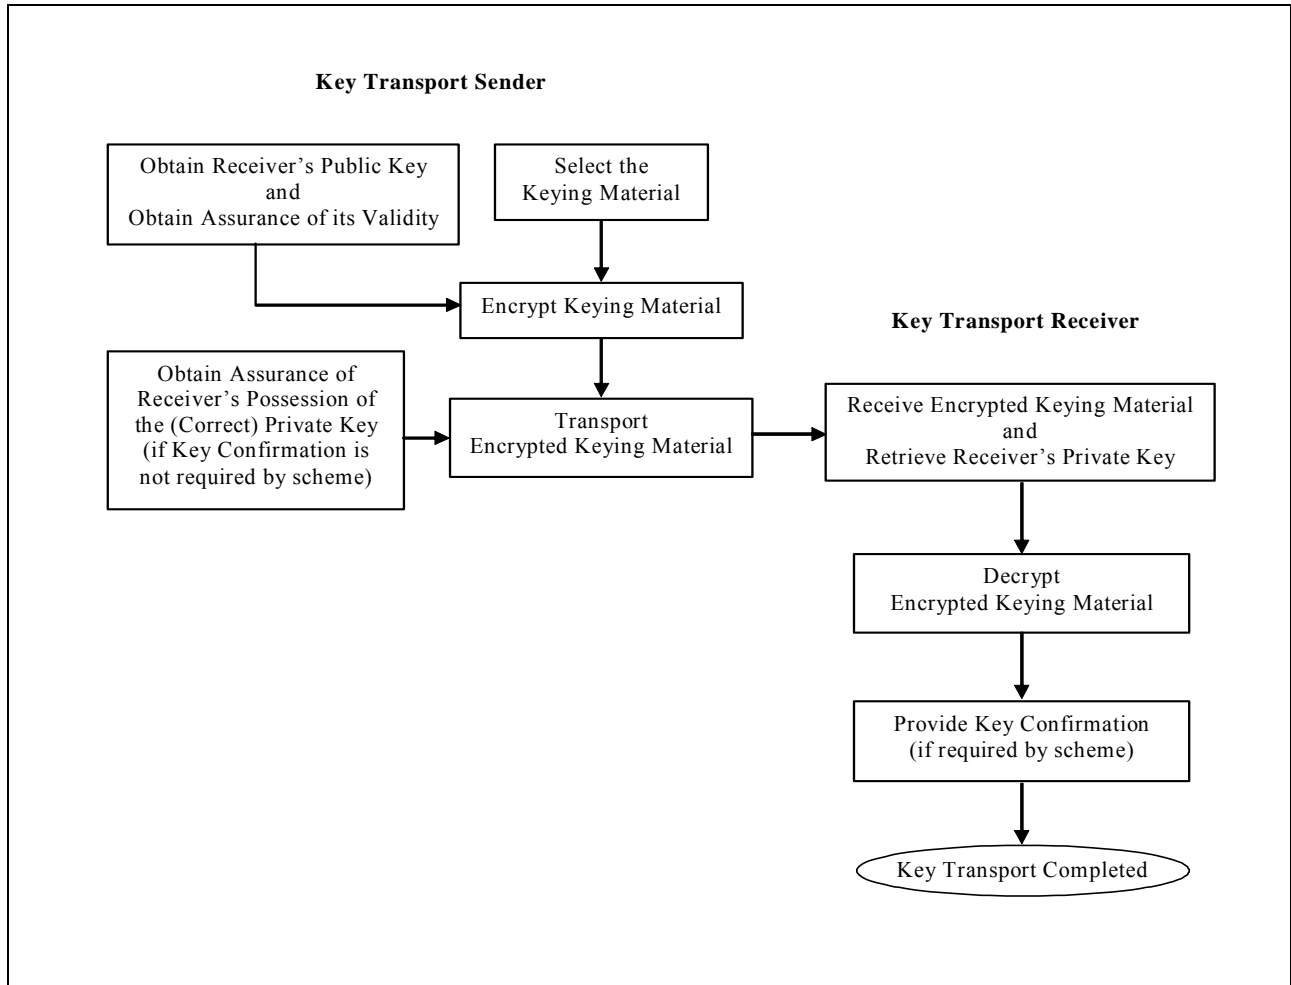 Key Transport Sender
Obtain Receiver’s Public Key
and
Obtain Assurance of its Validity
Select the
Keying Material
Encrypt Keying Material
Key Transport Receiver
Obtain Assurance of
Receiver’s Possession of
the (Correct) Private Key
(if Key Confirmation is
not required by scheme)
Transport
Encrypted Keying Material
Receive Encrypted Keying Material
and
Retrieve Receiver’s Private Key
Decrypt
Encrypted Keying Material
Provide Key Confirmation
(if required by scheme)
Key Transport Completed